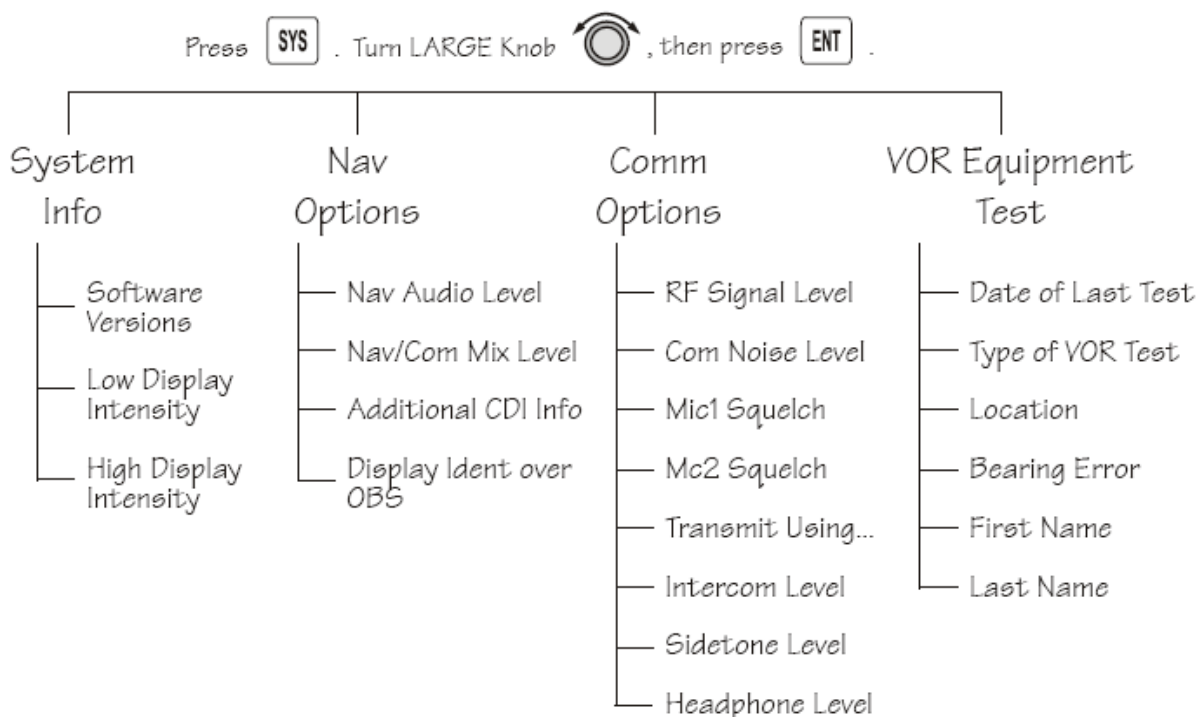 Press SYS . Turn LARGE Knob , then press ENT .
System
Info
Software
Versions
Low Display
Intensity
High Display
Intensity
Nav
Options
Nav Audio Level
Nav/Com Mix Level
Additional CDI Info
Display Ident over
OBS
Comm
Options
RF Signal Level
Com Noise Level
Mic1 Squelch
Mc2 Squelch
Transmit Using...
Intercom Level
Sidetone Level
Headphone Level
VOR Equipment
Test
Date of Last Test
Type of VOR Test
Location
Bearing Error
First Name
Last Name